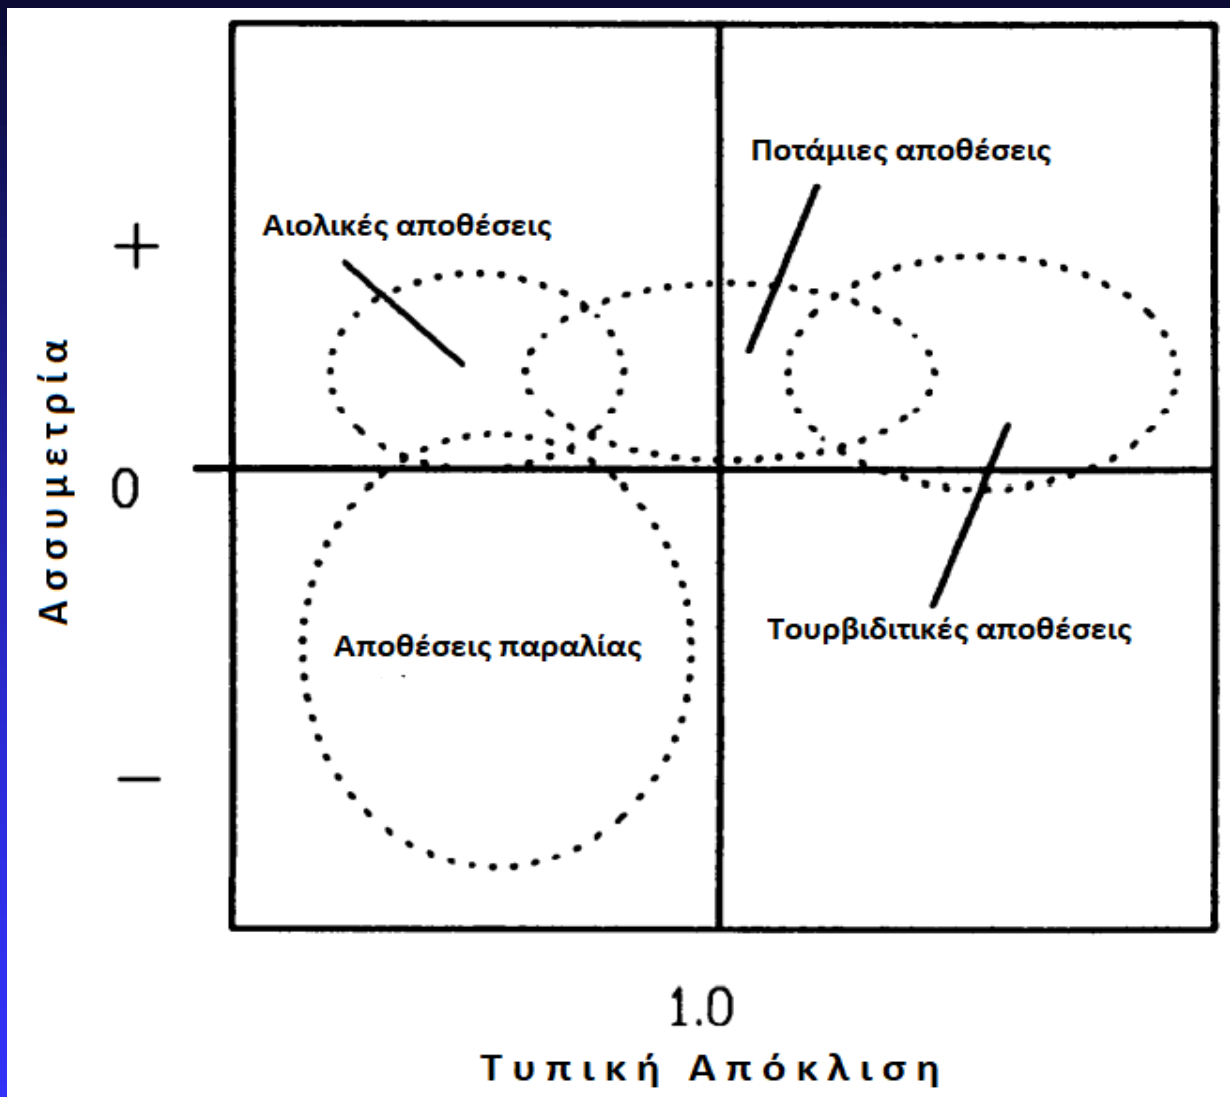 Ποτάμιες αποθέσεις
Αιολικές αποθέσεις
+
Ασσυμετρία
0
Αποθέσεις παραλίας
Τουρβιδιτικές αποθέσεις
−
1.0
Τυπική Απόκλιση